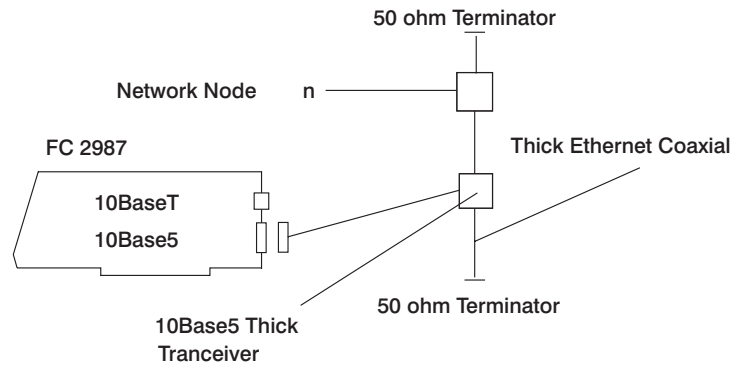 50 ohm Terminator
Network Node n
Thick Ethernet Coaxial
FC 2987
10BaseT
10Base5
50 ohm Terminator
10Base5 Thick
Tranceiver